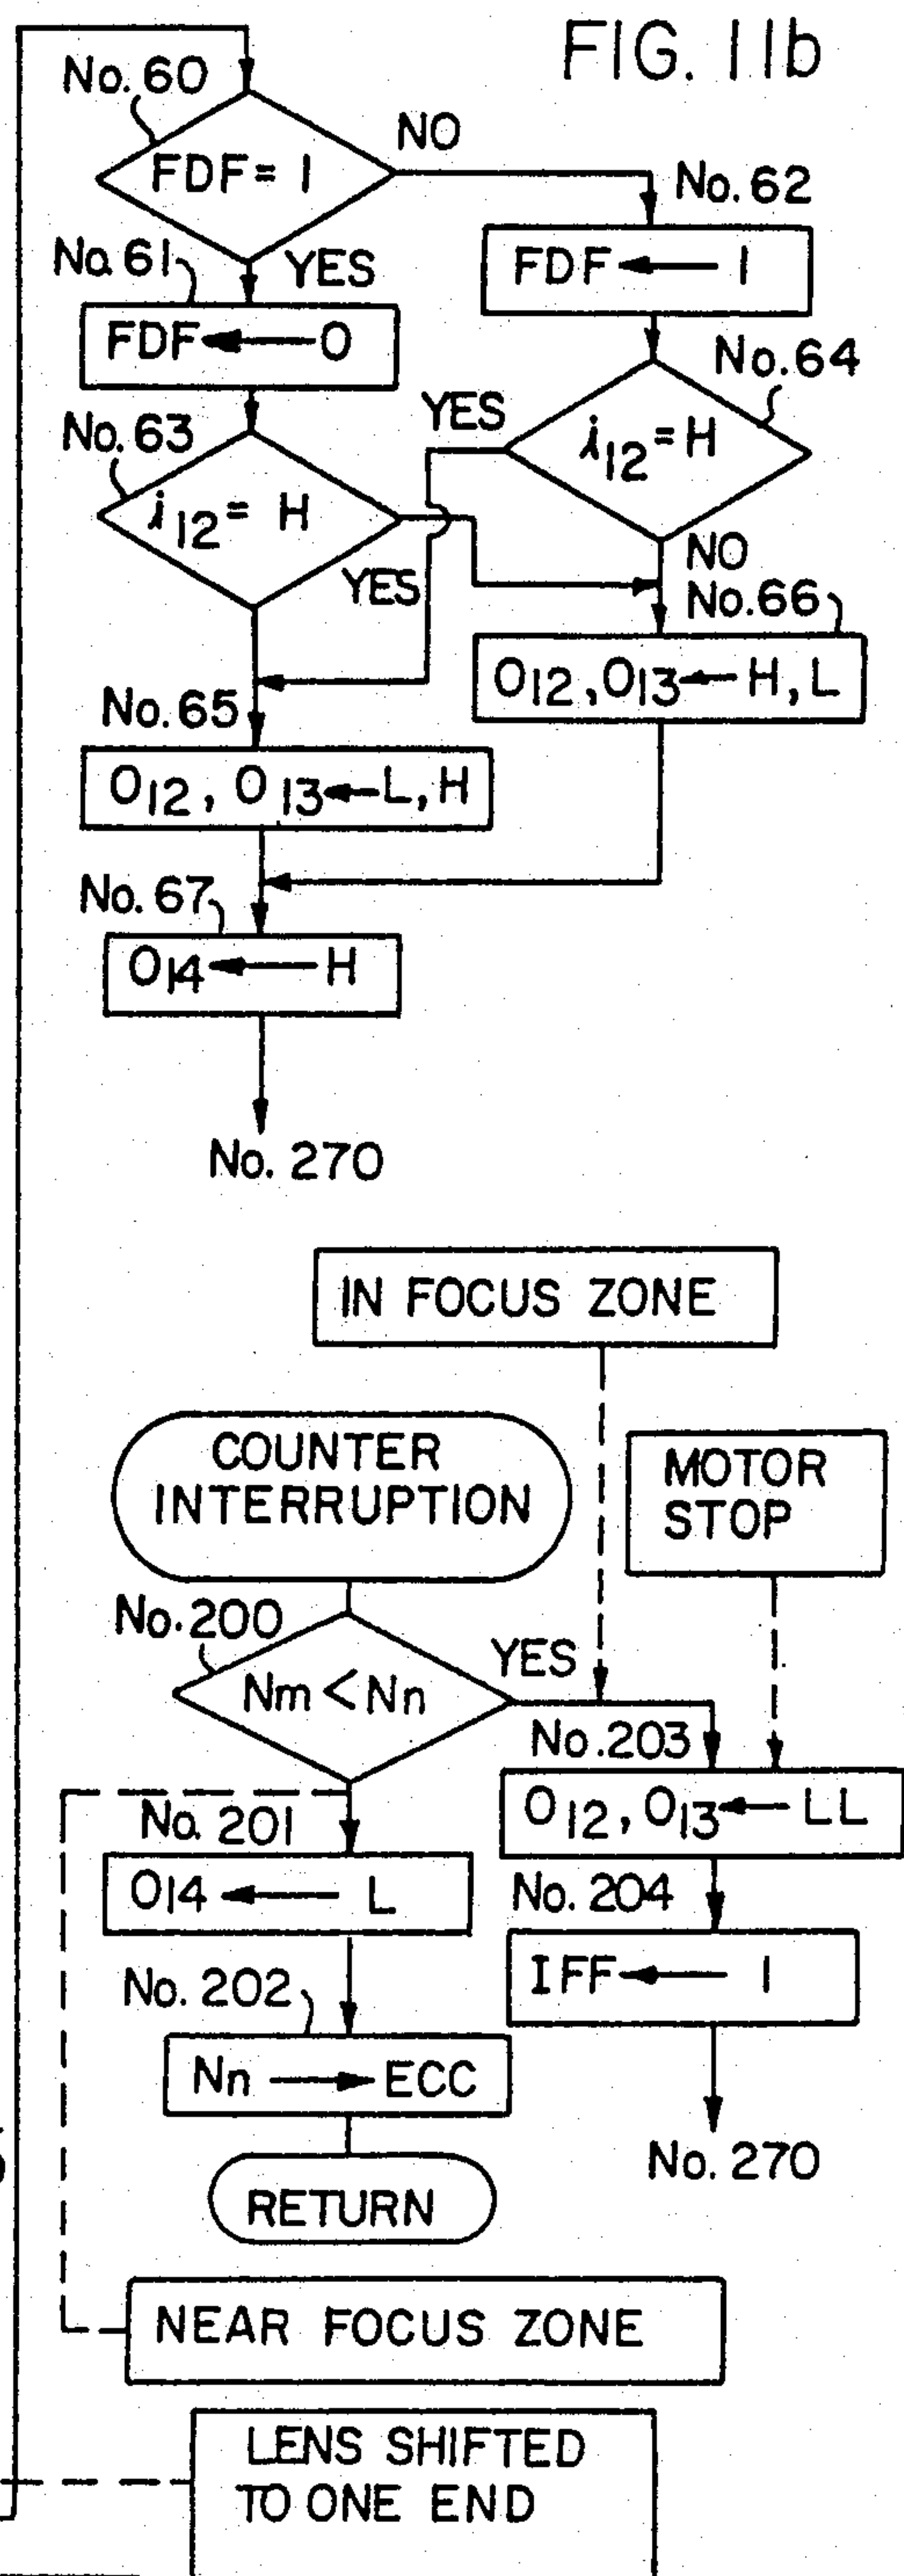 FIG. 11b
No. 60
FDF = 1
NO
No. 62
FDF ← 1
No. 61
YES
FDF ← 0
No. 64
YES
i12 = H
No. 63
i12 = H
YES
NO
No. 66
O12, O13 ← H, L
No. 65
O12, O13 ← L, H
No. 67
O14 ← H
No. 270
IN FOCUS ZONE
COUNTER
INTERRUPTION
MOTOR
STOP
No. 200
YES
Nm < Nn
No. 203
O12, O13 ← LL
No. 201
O14 ← L
No. 204
IFF ← 1
No. 202
Nn → ECC
No. 270
RETURN
NEAR FOCUS ZONE
LENS SHIFTED
TO ONE END